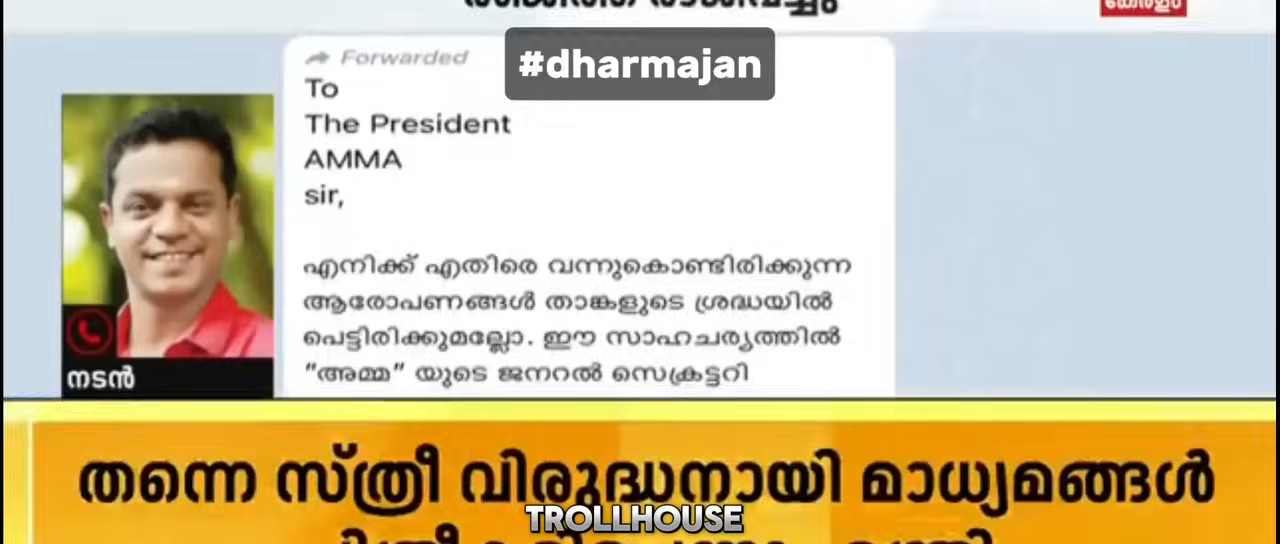 കേരളം
#dharmajan
Forwarded
To
The President
AMMA
sir,
എനിക്ക് എതിരെ വന്നുകൊണ്ടിരിക്കുന്ന
ആരോപണങ്ങൾ താങ്കളുടെ ശ്രദ്ധയിൽ
പെട്ടിരിക്കുമല്ലോ. ഈ സാഹചര്യത്തിൽ
“അമ്മ” യുടെ ജനറൽ സെക്രട്ടറി
നടൻ
തന്നെ സ്ത്രീ വിരുദ്ധനായി മാധ്യമങ്ങൾ
TROLLHOUSE